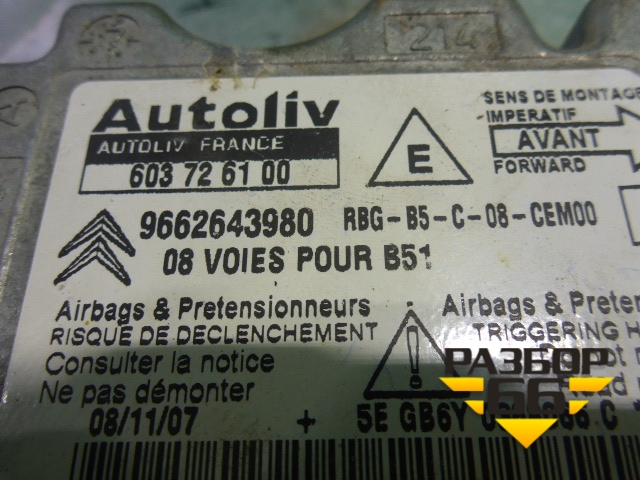 214
Autoliv
AUTOLIV FRANCE
603 72 61 00
E
SENS DE MONTAGE
IMPERATIF
AVANT
FORWARD
9662643980 RBG-B5-C-08-CEM00
08 VOIES POUR B51
Airbags & Pretensionneurs
RISQUE DE DECLENCHEMENT
Consulter la notice
Ne pas démonter
08/11/07 + 5E GB6Y C
Airbags & Prete
TRIGGERING H
РАЗБОР
66